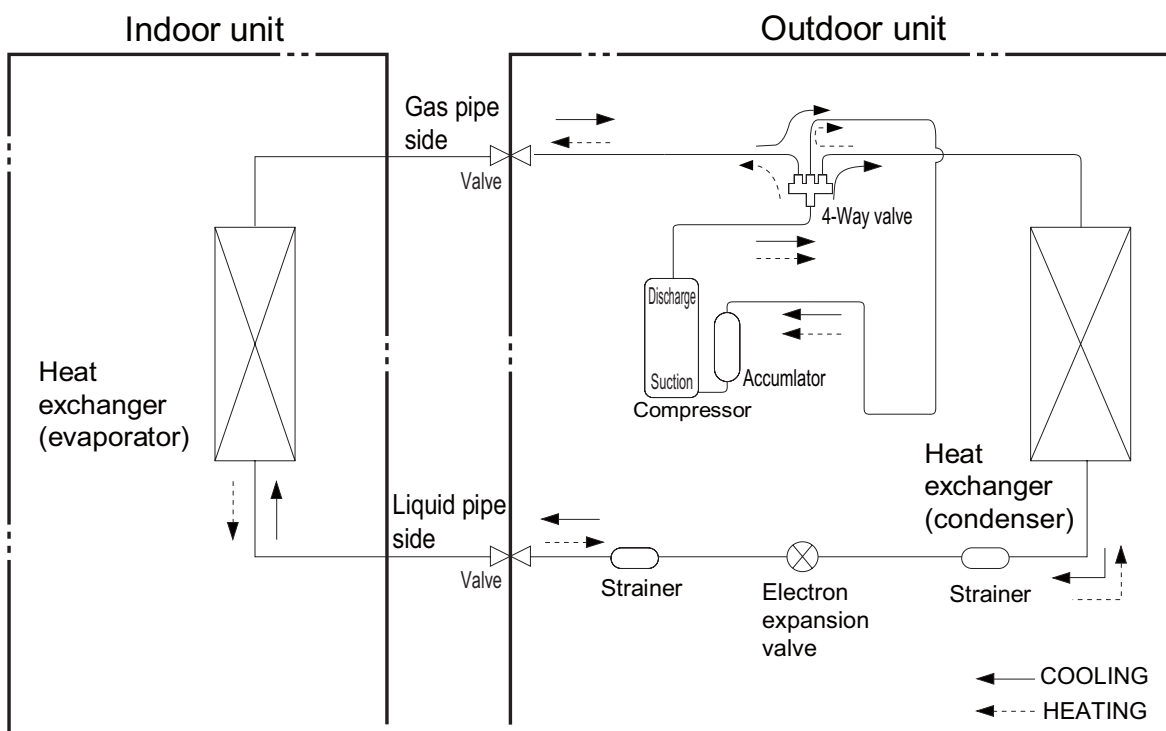 Indoor unit
Outdoor unit
Gas pipe
side
Valve
4-Way valve
Discharge
Suction
Accumlator
Compressor
Heat
exchanger
(evaporator)
Heat
exchanger
(condenser)
Liquid pipe
side
Valve
Strainer
Electron
expansion
valve
Strainer
COOLING
HEATING